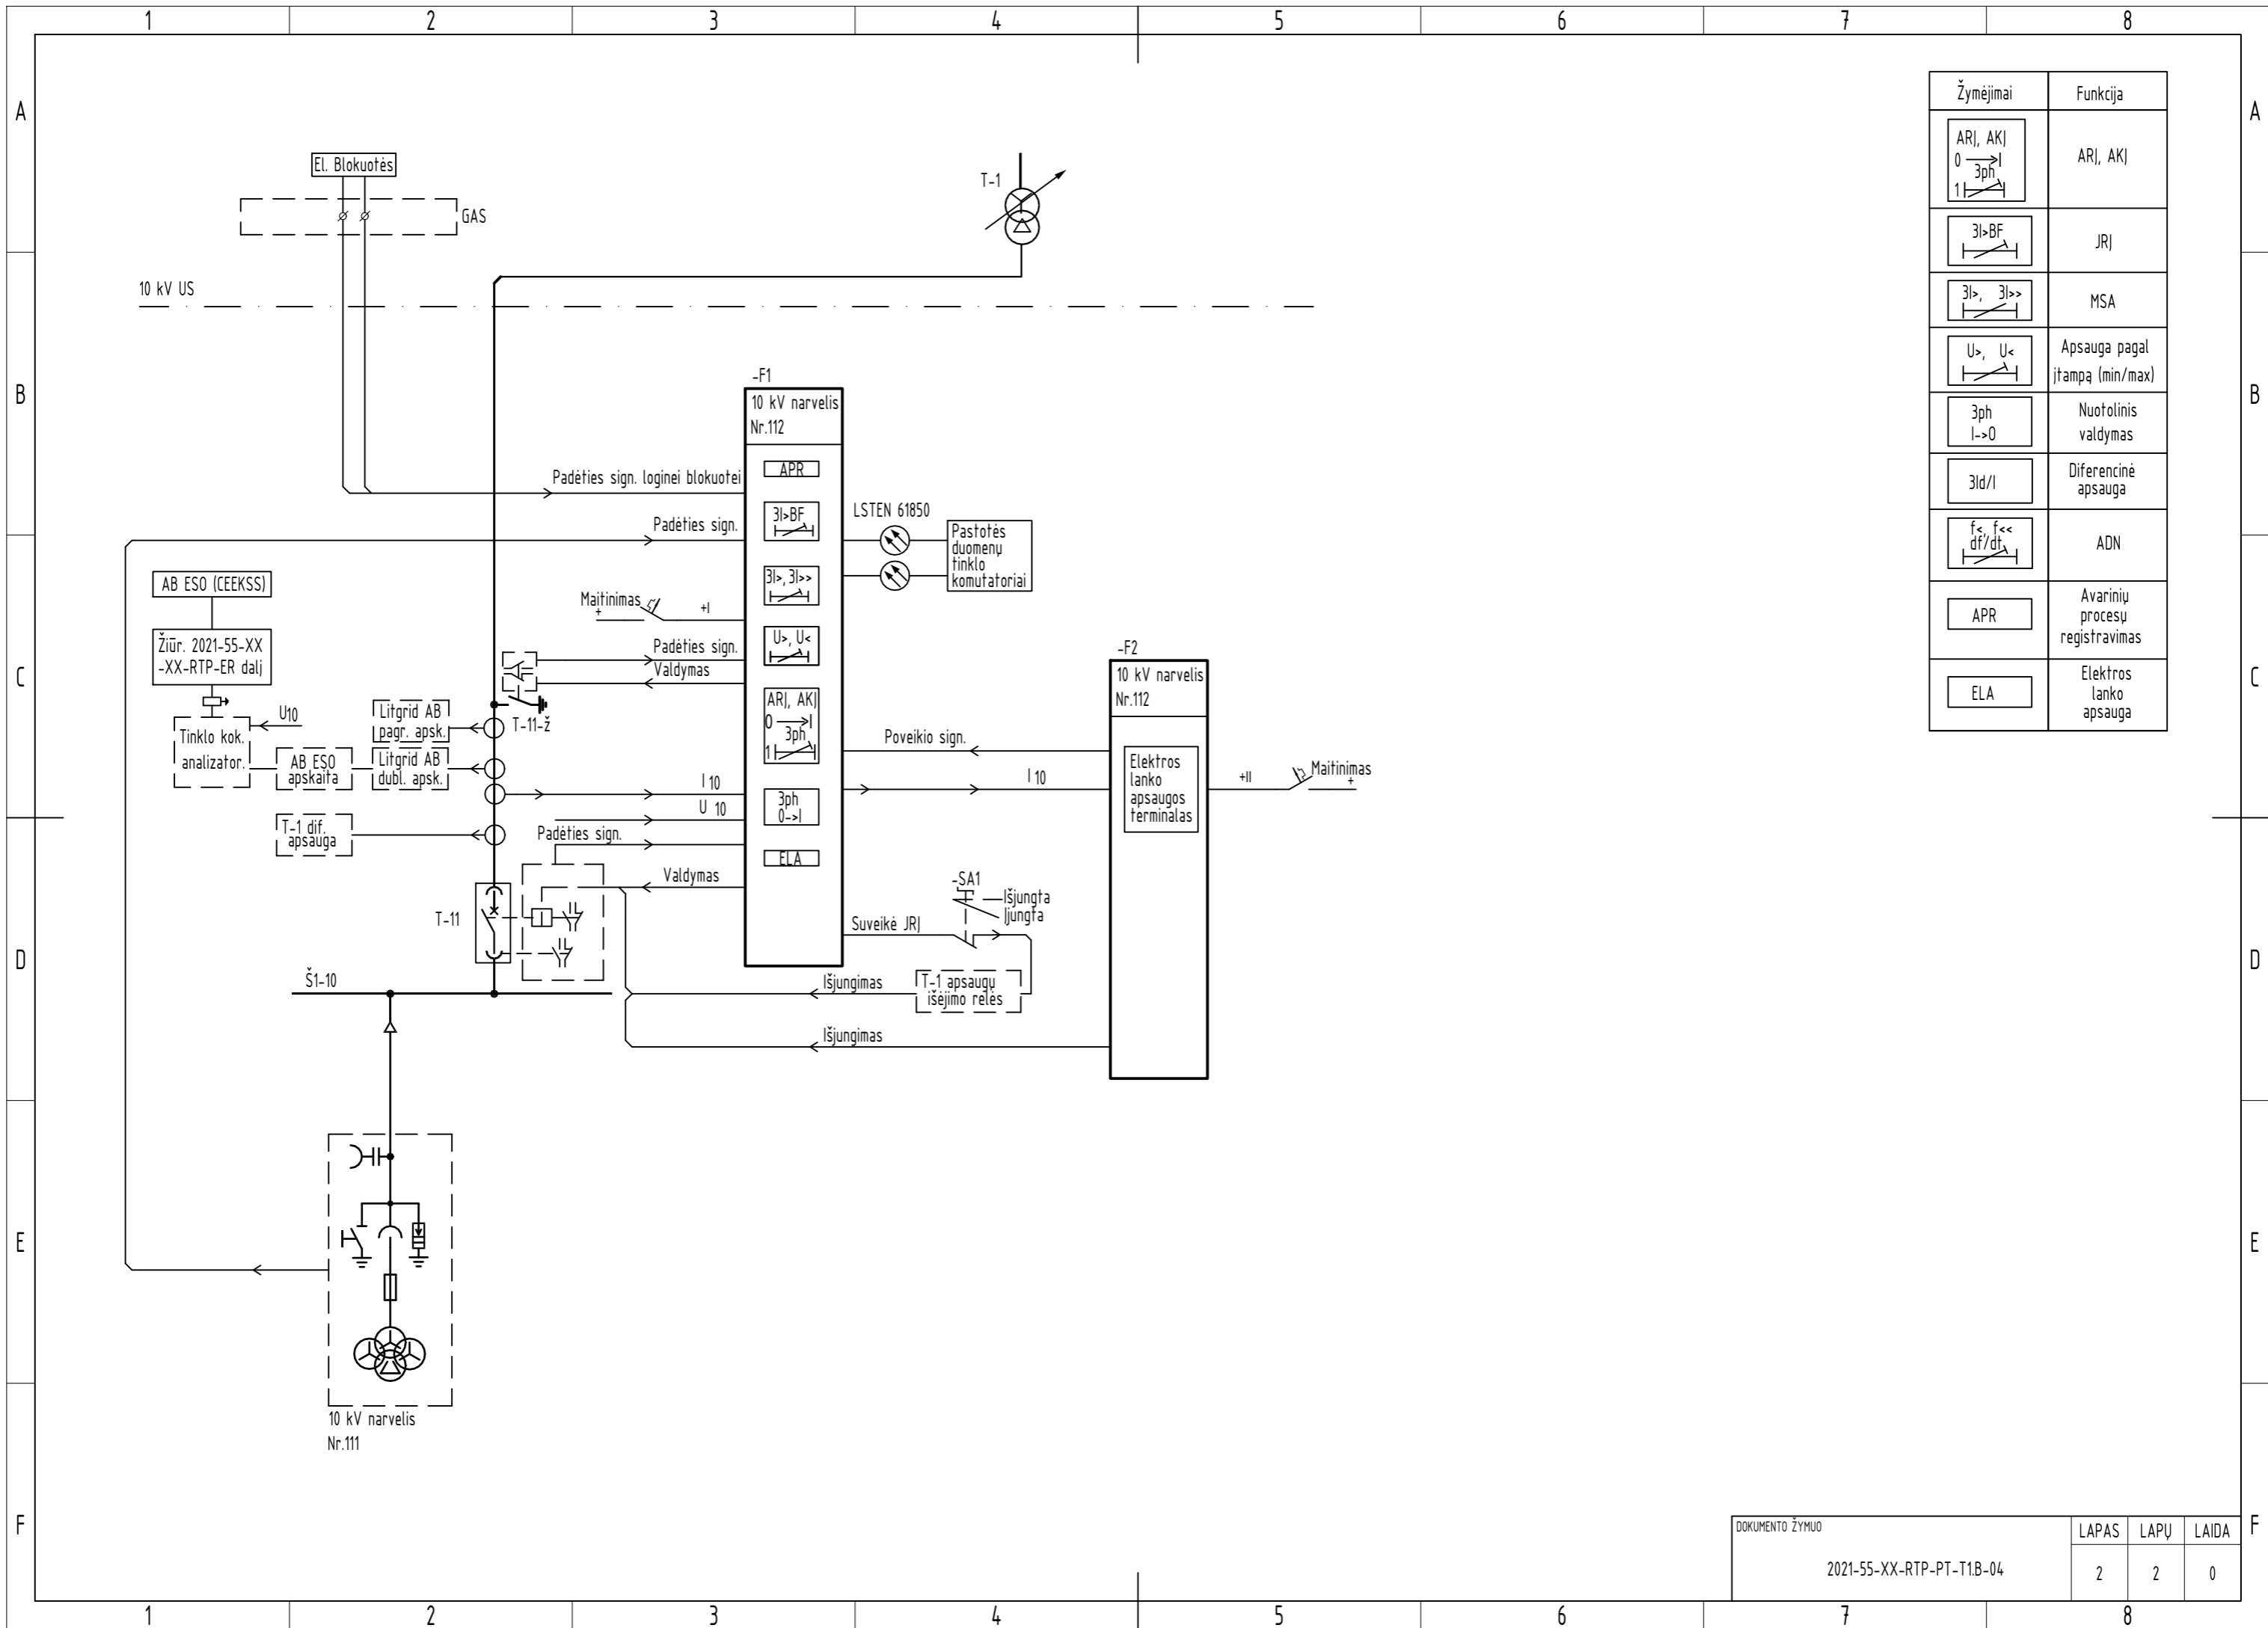 1 2 3 4 5 6 7 8
A A
B B
C C
D D
E E
F F
El. Blokuotės
GAS
10 kV US
T-1
-F1
10 kV narvelis
Nr.112
APR
3I>BF
3I>, 3I>>
U>, U<
ARĮ, AKĮ
0 I
3ph
1
3ph
0->I
ELA
Padėties sign. loginei blokuotei
Padėties sign.
LSTEN 61850
Pastotės
duomenų
tinklo
komutatoriai
Maitinimas
+
+I
Padėties sign.
Valdymas
AB ESO (CEEKSS)
Žiūr. 2021-55-XX
-XX-RTP-ER dalį
U10
Tinklo kok.
analizator.
AB ESO
apskaita
Litgrid AB
pagr. apsk.
Litgrid AB
dubl. apsk.
T-11-ž
I 10
U 10
T-1 dif.
apsauga
Padėties sign.
Valdymas
T-11
Š1-10
-F2
10 kV narvelis
Nr.112
Elektros
lanko
apsaugos
terminalas
Poveikio sign.
I 10
+II
Maitinimas
+
-SA1
Išjungta
Įjungta
Suveikė JRĮ
T-1 apsaugų
išėjimo relės
Išjungimas
Išjungimas
10 kV narvelis
Nr.111
Žymėjimai Funkcija
ARĮ, AKĮ
0 I
3ph
1
ARĮ, AKĮ
3I>BF
JRĮ
3I>, 3I>>
MSA
U>, U<
Apsauga pagal
įtampą (min/max)
3ph
I->0
Nuotolinis
valdymas
3Id/I
Diferencinė
apsauga
f<, f<<
df/dt
ADN
APR
Avarinių
procesų
registravimas
ELA
Elektros
lanko
apsauga
DOKUMENTO ŽYMUO
2021-55-XX-RTP-PT-T1.B-04
LAPAS LAPŲ LAIDA
2 2 0
1 2 3 4 5 6 7 8